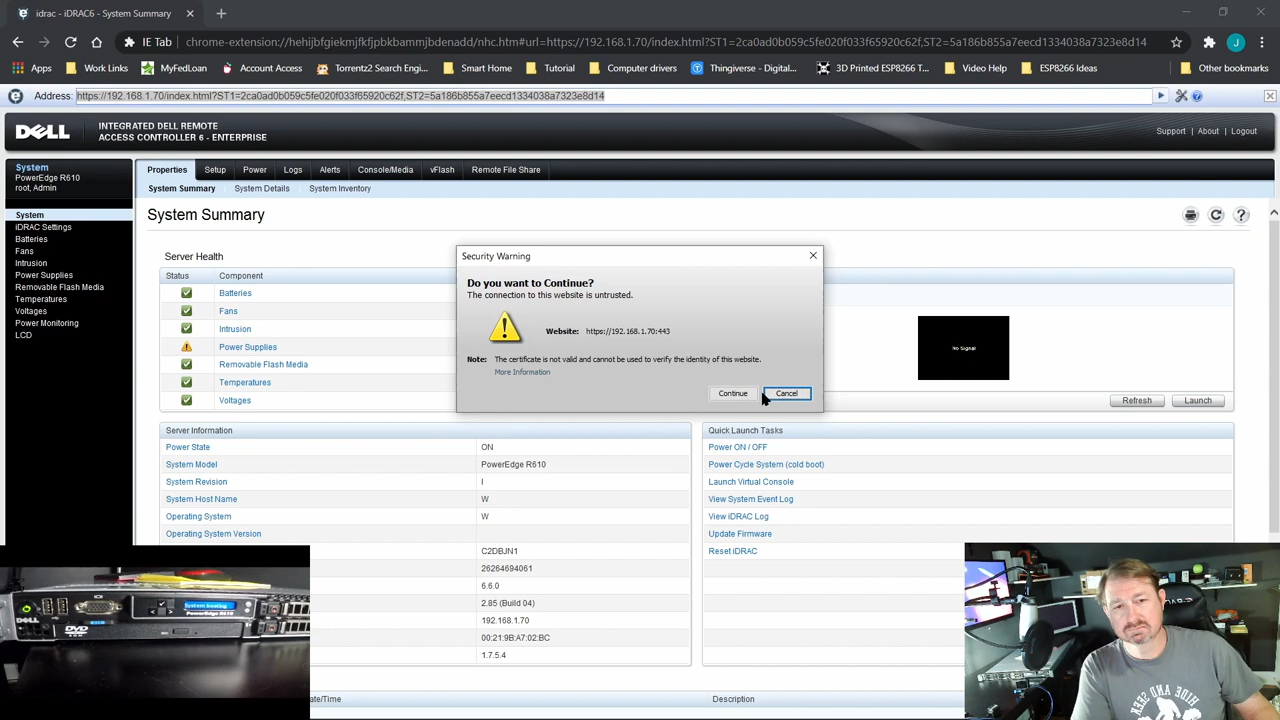 idrac - iDRAC6 - System Summary
IE Tab
chrome-extension://hehijbfgiekmjfkfjpbkbammjbdenadd/nhc.htm#url=https://192.168.1.70/index.html?ST1=2ca0ad0b059c5fe020f033f65920c62f,ST2=5a186b855a7eecd1334038a7323e8d14
J
Apps
Work Links
MyFedLoan
Account Access
Torrentz2 Search Engi...
Smart Home
Tutorial
Computer drivers
Thingiverse - Digital...
3D Printed ESP8266 T...
Video Help
ESP8266 Ideas
Other bookmarks
Address:
https://192.168.1.70/index.html?ST1=2ca0ad0b059c5fe020f033f65920c62f,ST2=5a186b855a7eecd1334038a7323e8d14
DELL
INTEGRATED DELL REMOTE
ACCESS CONTROLLER 6 - ENTERPRISE
Support | About | Logout
System
PowerEdge R610
root, Admin
System
iDRAC Settings
Batteries
Fans
Intrusion
Power Supplies
Removable Flash Media
Temperatures
Voltages
Power Monitoring
LCD
Properties
Setup
Power
Logs
Alerts
Console/Media
vFlash
Remote File Share
System Summary
System Details
System Inventory
System Summary
Server Health
Status
Component
Batteries
Fans
Intrusion
Power Supplies
Removable Flash Media
Temperatures
Voltages
Security Warning
Do you want to Continue?
The connection to this website is untrusted.
Website: https://192.168.1.70:443
Note: The certificate is not valid and cannot be used to verify the identity of this website.
More Information
Continue
Cancel
No Signal
Refresh
Launch
Server Information
Power State
ON
System Model
PowerEdge R610
System Revision
I
System Host Name
W
Operating System
W
Operating System Version
C2DBJN1
26264694061
6.6.0
2.85 (Build 04)
192.168.1.70
00:21:9B:A7:02:BC
1.7.5.4
Quick Launch Tasks
Power ON / OFF
Power Cycle System (cold boot)
Launch Virtual Console
View System Event Log
View iDRAC Log
Update Firmware
Reset iDRAC
Description
System booting
PowerEdge R610
DELL
DVD
HIDE AND SEEK